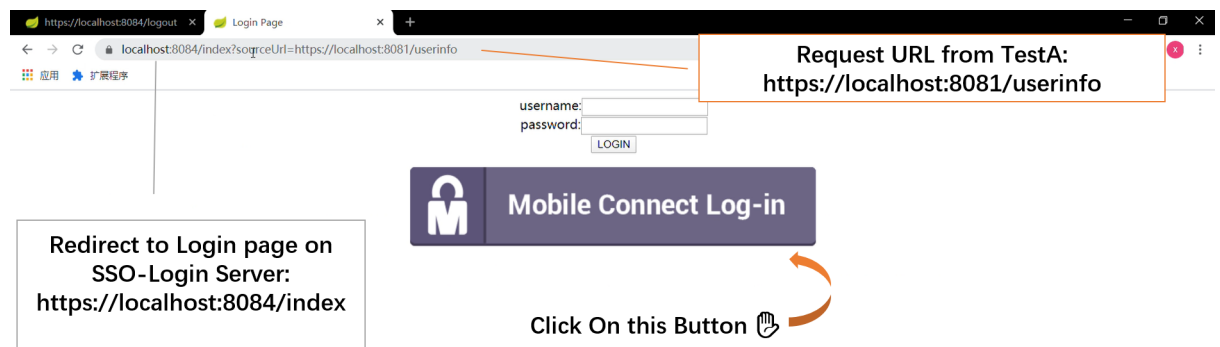 https://localhost:8084/logout
Login Page
localhost:8084/index?sourceUrl=https://localhost:8081/userinfo
应用 扩展程序
Request URL from TestA:
https://localhost:8081/userinfo
username:
password:
LOGIN
Mobile Connect Log-in
Redirect to Login page on
SSO-Login Server:
https://localhost:8084/index
Click On this Button